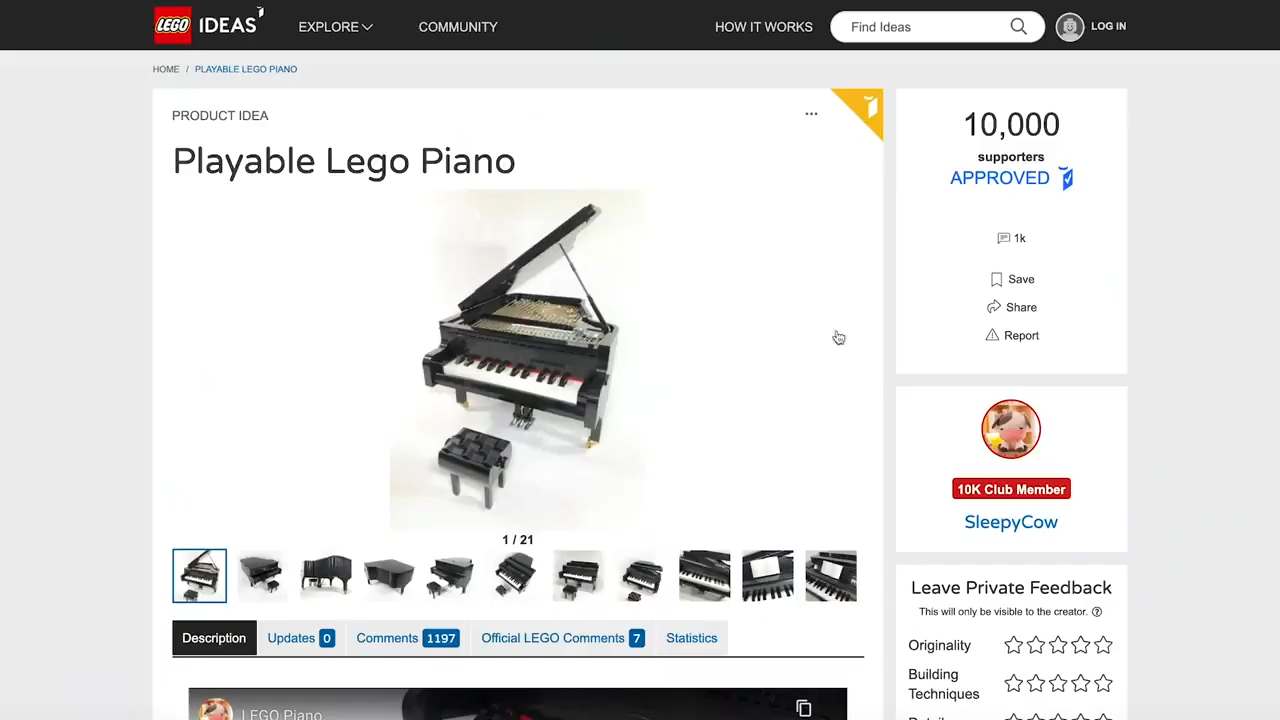 LEGO IDEAS EXPLORE COMMUNITY HOW IT WORKS Find Ideas LOG IN
HOME / PLAYABLE LEGO PIANO
PRODUCT IDEA
...
Playable Lego Piano
1 / 21
Description Updates 0 Comments 1197 Official LEGO Comments 7 Statistics
LEGO Piano
10,000
supporters
APPROVED
1k
Save
Share
Report
10K Club Member
SleepyCow
Leave Private Feedback
This will only be visible to the creator. ?
Originality
Building
Techniques